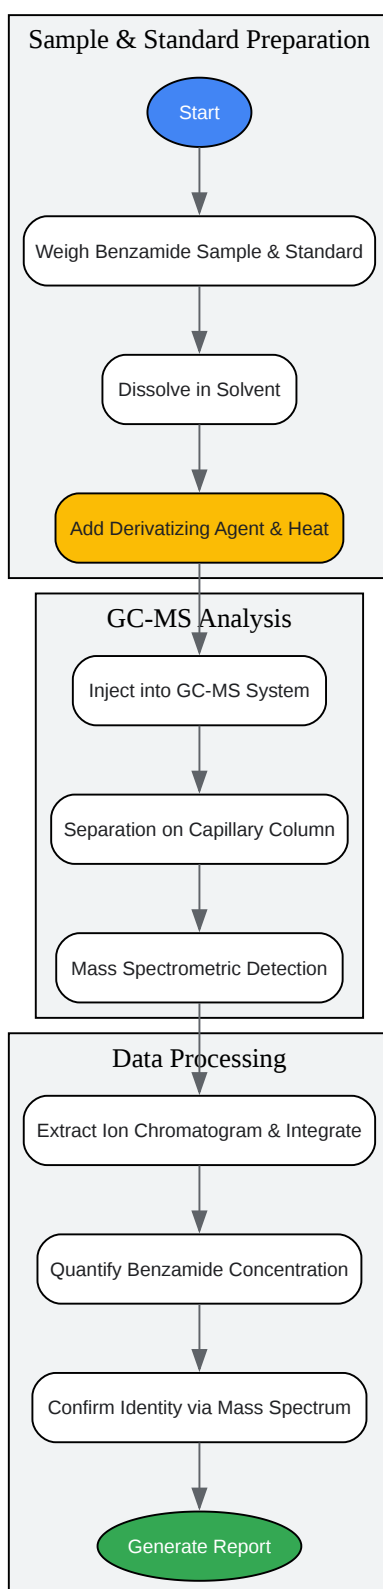 Sample & Standard Preparation
Start
Weigh Benzamide Sample & Standard
Dissolve in Solvent
Add Derivatizing Agent & Heat
GC-MS Analysis
Inject into GC-MS System
Separation on Capillary Column
Mass Spectrometric Detection
Data Processing
Extract Ion Chromatogram & Integrate
Quantify Benzamide Concentration
Confirm Identity via Mass Spectrum
Generate Report